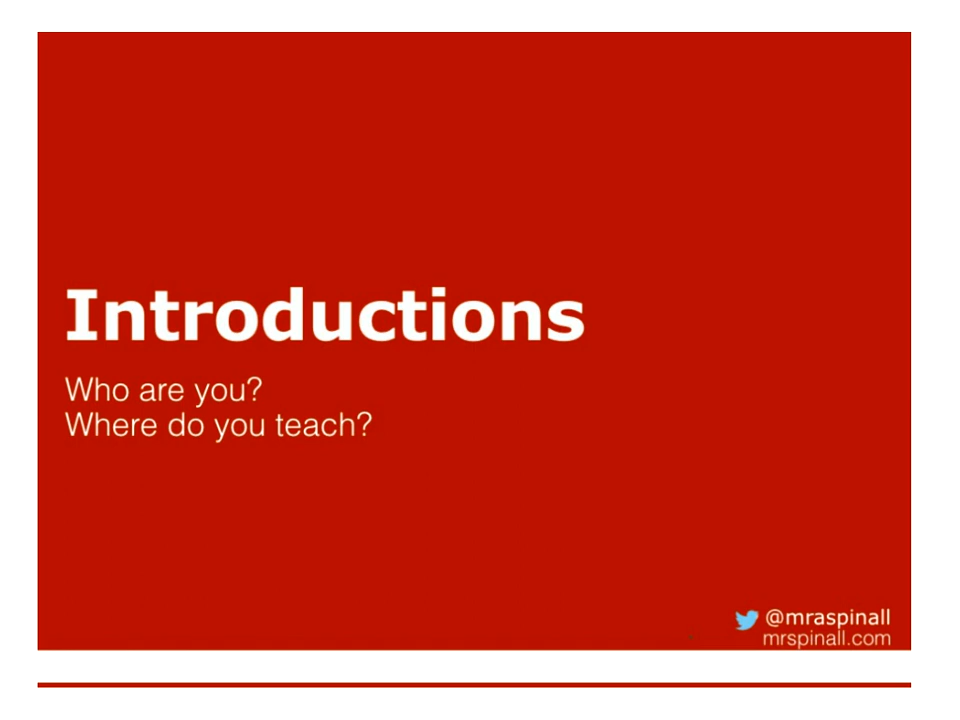 Introductions
Who are you?
Where do you teach?
@mraspinall
mrspinall.com